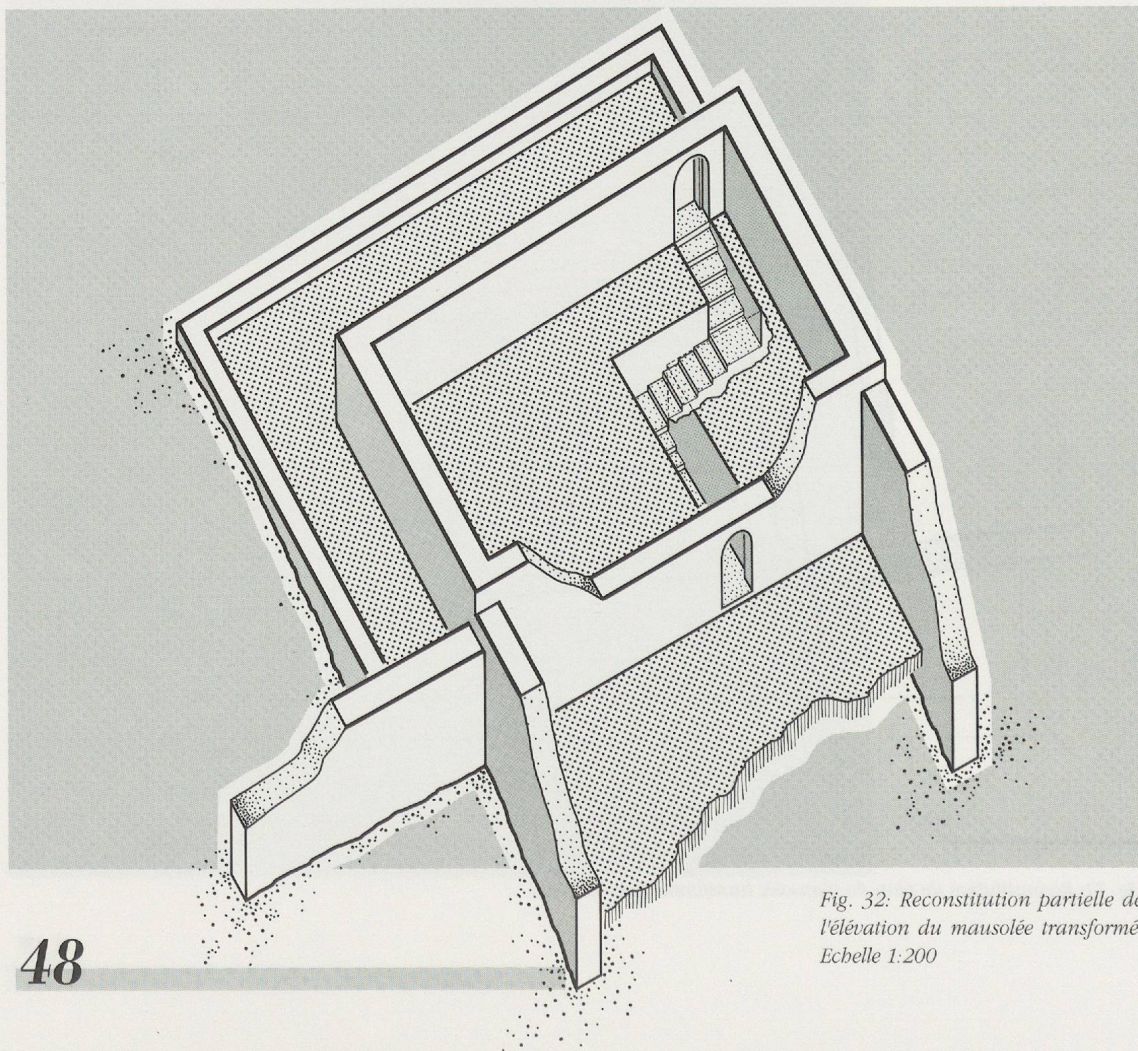 Fig. 32: Reconstitution partielle de
l'élévation du mausolée transformé
Echelle 1:200
48